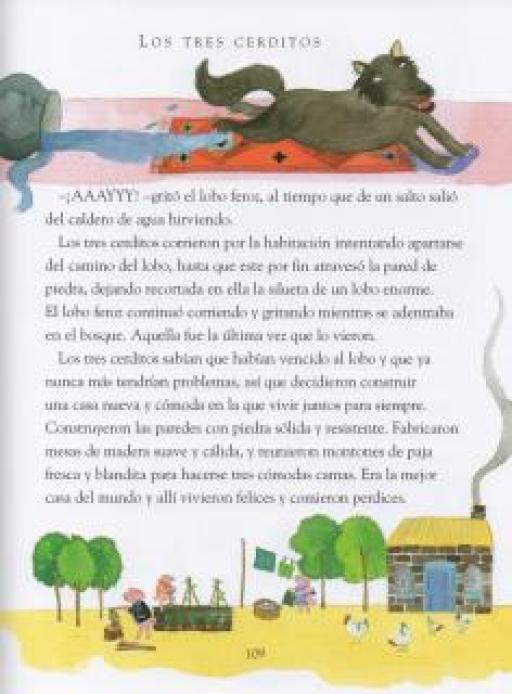 LOS TRES CERDITOS
–¡AAAYYY! –gritó el lobo feroz, al tiempo que de un salto salió
del caldero de agua hirviendo.
Los tres cerditos corrieron por la habitación intentando apartarse
del camino del lobo, hasta que este por fin atravesó la pared de
piedra, dejando recortada en ella la silueta de un lobo enorme.
El lobo feroz continuó corriendo y gritando mientras se adentraba
en el bosque. Aquella fue la última vez que lo vieron.
Los tres cerditos sabían que habían vencido al lobo y que ya
nunca más tendrían problemas, así que decidieron construir
una casa nueva y cómoda en la que vivir juntos para siempre.
Construyeron las paredes con piedra sólida y resistente. Fabricaron
mesas de madera suave y cálida, y reunieron montones de paja
fresca y blandita para hacerse tres cómodas camas. Era la mejor
casa del mundo y allí vivieron felices y comieron perdices.
109